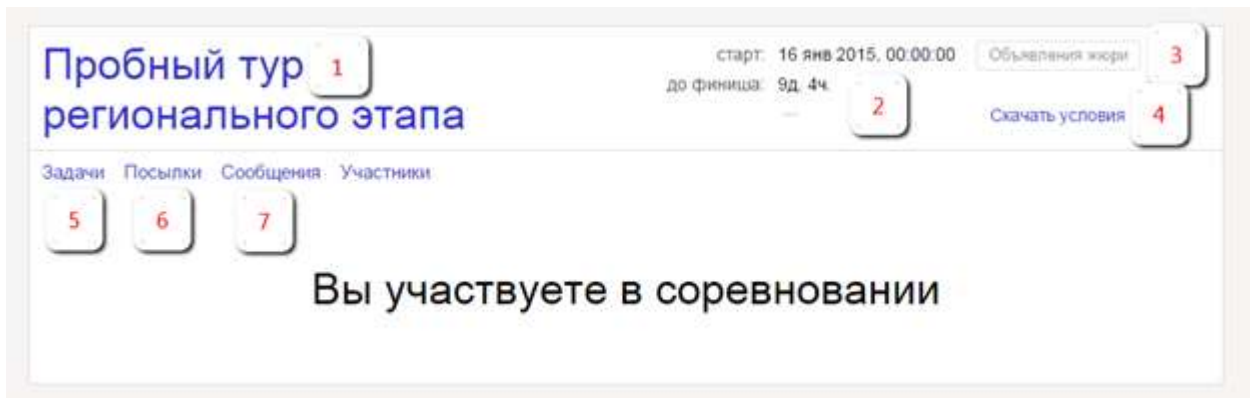 Пробный тур 1
регионального этапа
старт: 16 янв 2015, 00:00:00
до финиша: 9д. 4ч.
2
Объявления жюри 3
Скачать условия 4
Задачи Посылки Сообщения Участники
5 6 7
Вы участвуете в соревновании